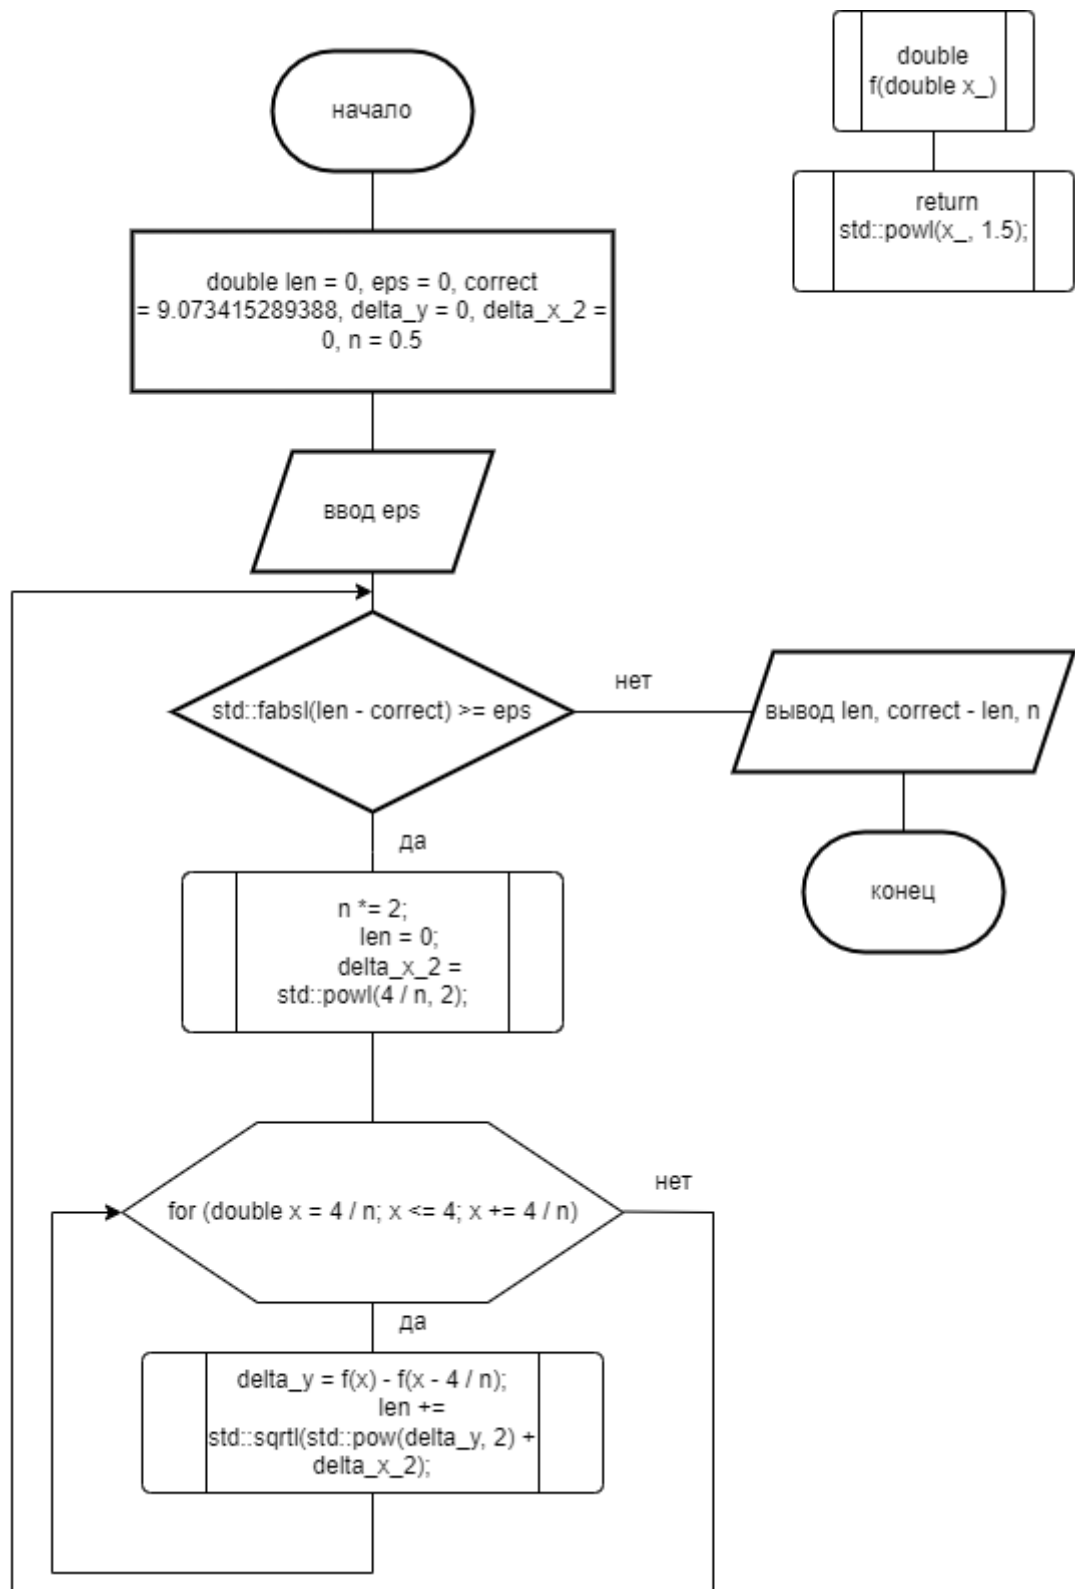 начало
double len = 0, eps = 0, correct
= 9.073415289388, delta_y = 0, delta_x_2 =
0, n = 0.5
ввод eps
std::fabsl(len - correct) >= eps
нет
вывод len, correct - len, n
конец
да
n *= 2;
len = 0;
delta_x_2 =
std::powl(4 / n, 2);
for (double x = 4 / n; x <= 4; x += 4 / n)
нет
да
delta_y = f(x) - f(x - 4 / n);
len +=
std::sqrtl(std::pow(delta_y, 2) +
delta_x_2);
double
f(double x_)
return
std::powl(x_, 1.5);